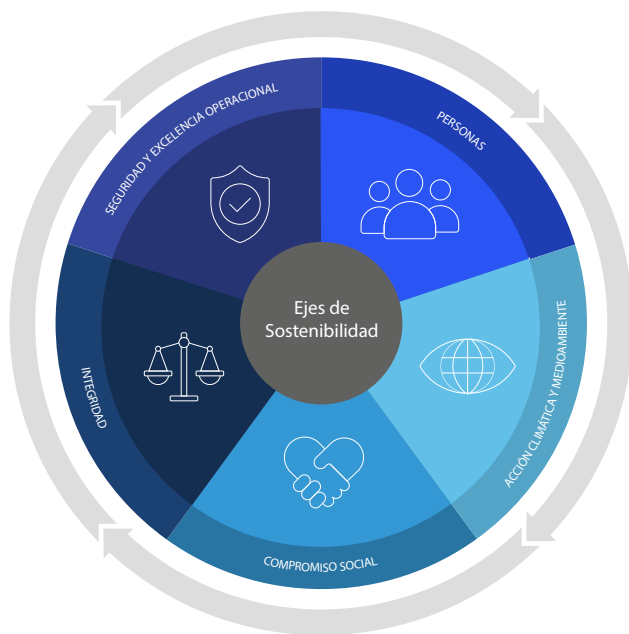 SEGURIDAD Y EXCELENCIA OPERACIONAL
PERSONAS
Ejes de
Sostenibilidad
INTEGRIDAD
ACCIÓN CLIMÁTICA Y MEDIOAMBIENTE
COMPROMISO SOCIAL